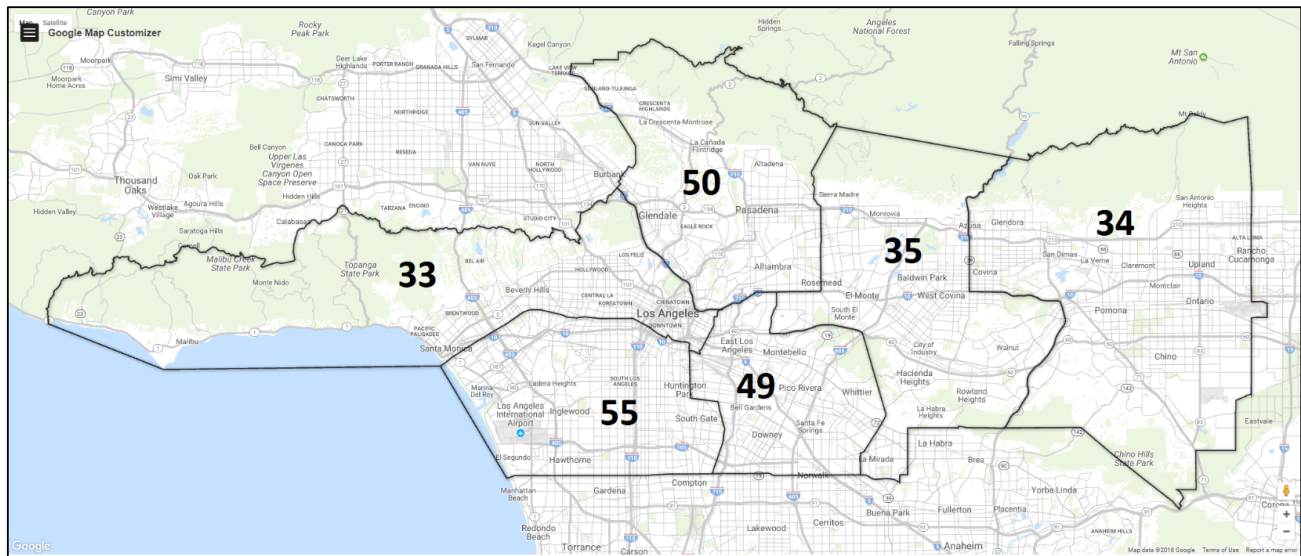 Map Satellite
Google Map Customizer
Canyon Park
Rocky Peak Park
Moorpark
Moorpark Home Acres
Simi Valley
Deer Lake Highlands
PORTER RANCH
GRANADA HILLS
SYLMAR
San Fernando
Kagel Canyon
LAKE VIEW TERRACE
Hidden Springs
Angeles National Forest
Falling Springs
Mt San Antonio
CHATSWORTH
NORTHRIDGE
SUN VALLEY
SUNLAND-TUJUNGA
CRESCENTA HIGHLANDS
La Crescenta-Montrose
La Cañada Flintridge
Altadena
Mt Baldy
Bell Canyon
CANOGA PARK
RESEDA
VAN NUYS
NORTH HOLLYWOOD
Burbank
Upper Las Virgenes Canyon Open Space Preserve
Thousand Oaks
Oak Park
Westlake Village
Agoura Hills
Hidden Hills
Hidden Valley
Calabasas
TARZANA
ENCINO
STUDIO CITY
Glendale
50
Pasadena
EAGLE ROCK
Sierra Madre
Monrovia
Azusa
Glendora
San Antonio Heights
34
ALTA LOMA
Rancho Cucamonga
Saratoga Hills
Cornell
Malibu Creek State Park
Topanga State Park
Monte Nido
33
BEL AIR
LOS FELIZ
HOLLYWOOD
Beverly Hills
CENTRAL LA
KOREATOWN
CHINATOWN
Los Angeles
DOWNTOWN
Alhambra
Rosemead
35
Baldwin Park
El Monte
West Covina
Covina
San Dimas
La Verne
Claremont
Upland
Montclair
Ontario
Pomona
Malibu
PACIFIC PALISADES
BRENTWOOD
Santa Monica
East Los Angeles
Montebello
South El Monte
City of Industry
Walnut
Hacienda Heights
Rowland Heights
La Habra Heights
Chino
Marina Del Rey
Ladera Heights
SOUTH LOS ANGELES
Huntington Park
49
Pico Rivera
Whittier
Los Angeles International Airport
Inglewood
55
South Gate
Bell Gardens
Downey
Santa Fe Springs
El Segundo
Hawthorne
La Mirada
La Habra
Brea
Chino Hills State Park
Eastvale
Manhattan Beach
Gardena
Compton
Norwalk
Buena Park
Fullerton
Placentia
Yorba Linda
Redondo Beach
Torrance
Carson
Lakewood
Cerritos
Anaheim
ANAHEIM HILLS
Google
Map data ©2018 Google Terms of Use Report a map error